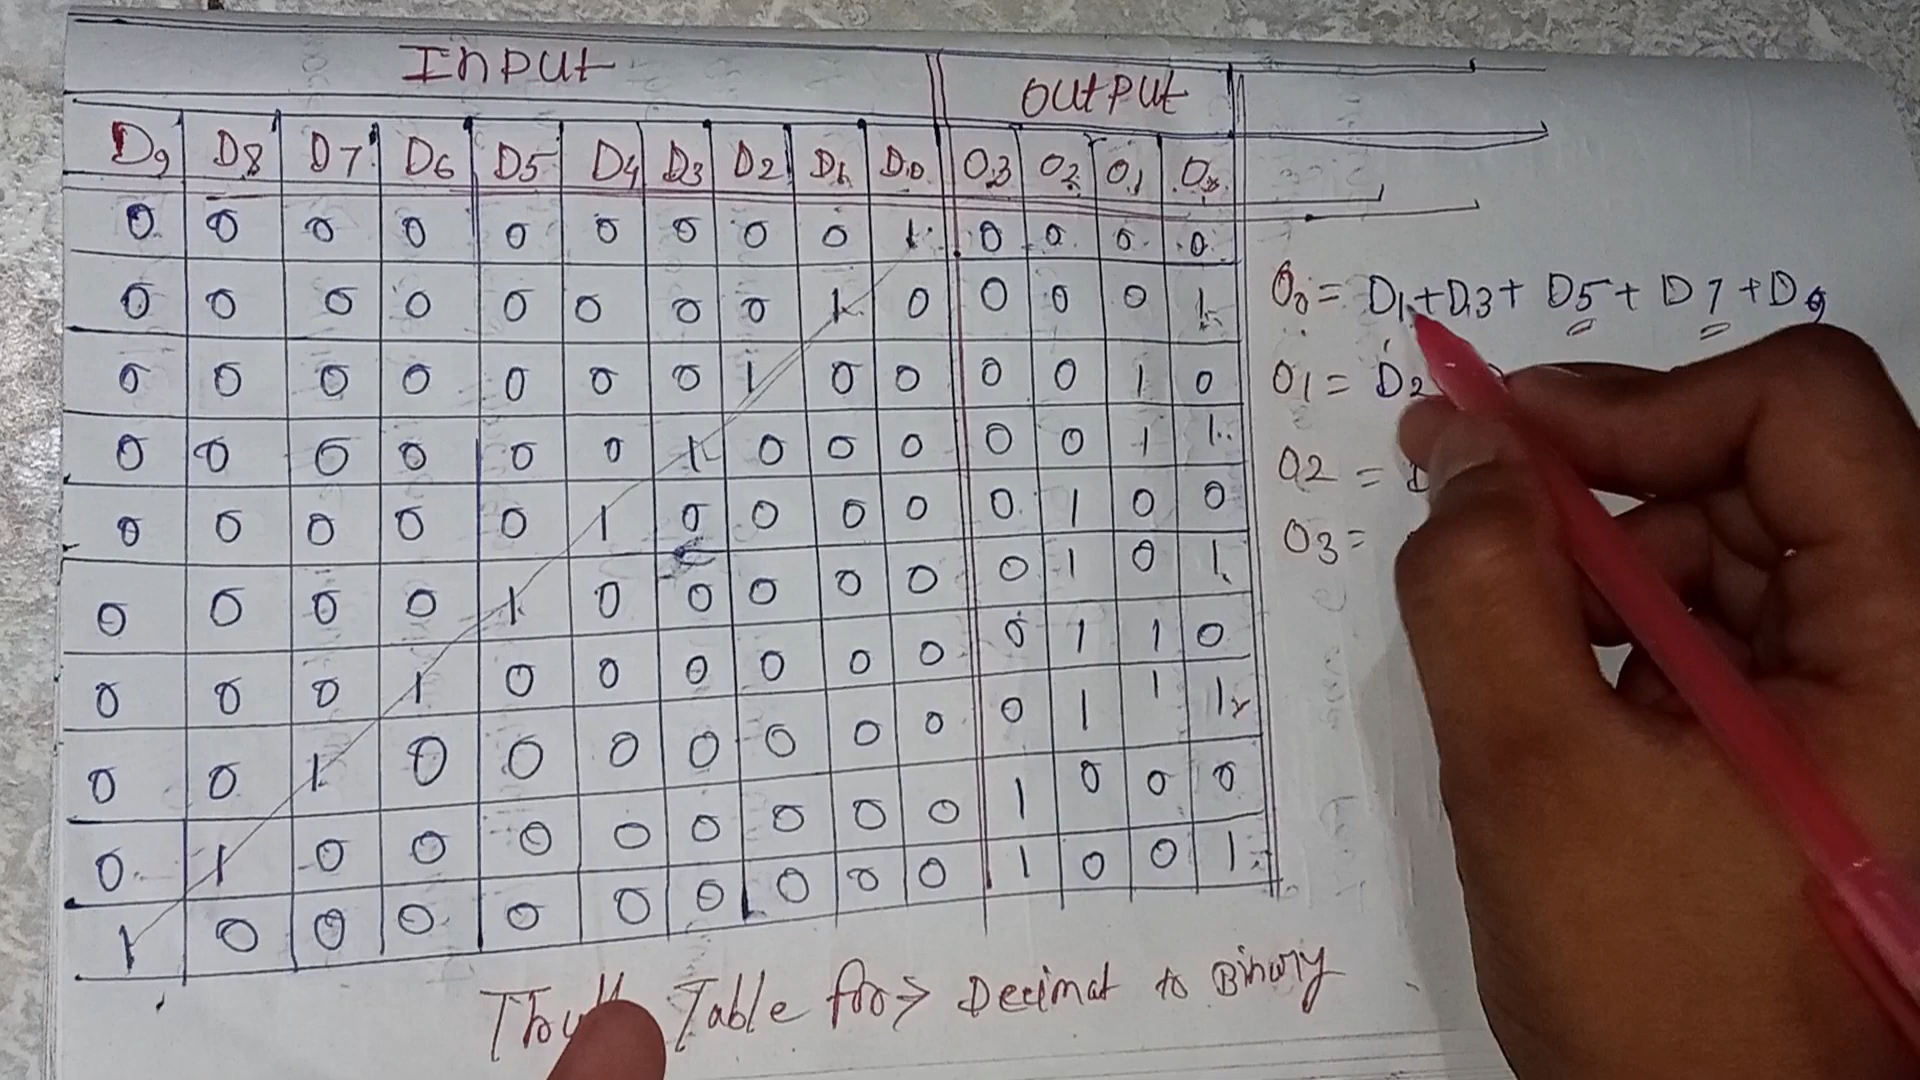 Input Output
D9 D8 D7 D6 D5 D4 D3 D2 D1 D0 O3 O2 O1 O0
0 0 0 0 0 0 0 0 0 1 0 0 0 0
0 0 0 0 0 0 0 0 1 0 0 0 0 1
0 0 0 0 0 0 0 1 0 0 0 0 1 0
0 0 0 0 0 0 1 0 0 0 0 0 1 1
0 0 0 0 0 1 0 0 0 0 0 1 0 0
0 0 0 0 1 0 0 0 0 0 0 1 0 1
0 0 0 1 0 0 0 0 0 0 0 1 1 0
0 0 1 0 0 0 0 0 0 0 0 1 1 1
0 1 0 0 0 0 0 0 0 0 1 0 0 0
1 0 0 0 0 0 0 0 0 0 1 0 0 1
O0 = D1+D3+ D5+ D7 +D9
O1 = D2
O2 =
O3 =
Table for → Decimal to Binary